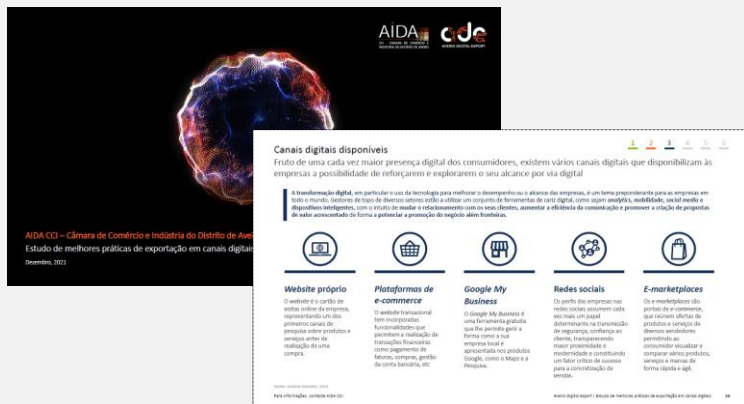 AIDA
CCI - CÂMARA DE COMÉRCIO E
INDÚSTRIA DO DISTRITO DE AVEIRO
ade
AVEIRO DIGITAL EXPORT
AIDA CCI – Câmara de Comércio e Indústria do Distrito de Avei
Estudo de melhores práticas de exportação em canais digitais
Dezembro, 2021
1 2 3 4 5 6
Canais digitais disponíveis
Fruto de uma cada vez maior presença digital dos consumidores, existem vários canais digitais que disponibilizam às
empresas a possibilidade de reforçarem e explorarem o seu alcance por via digital
A transformação digital, em particular o uso da tecnologia para melhorar o desempenho ou o alcance das empresas, é um tema preponderante para as empresas em
todo o mundo. Gestores de topo de diversos setores estão a utilizar um conjunto de ferramentas de cariz digital, como sejam analytics, mobilidade, social media e
dispositivos inteligentes, com o intuito de mudar o relacionamento com os seus clientes, aumentar a eficiência da comunicação e promover a criação de propostas
de valor acrescentado de forma a potenciar a promoção do negócio além fronteiras.
Website próprio
O website é o cartão de
visitas online da empresa,
representando um dos
primeiros canais de
pesquisa sobre produtos e
serviços antes de
realização de uma
compra.
Plataformas de
e-commerce
O website transacional
tem incorporadas
funcionalidades que
permitem a realização de
transações financeiras
como pagamento de
faturas, compras, gestão
da conta bancária, etc
Google My
Business
O Google My Business é
uma ferramenta gratuita
que lhe permite gerir a
forma como a sua
empresa local é
apresentada nos produtos
Google, como o Maps e a
Pesquisa.
Redes sociais
Os perfis das empresas nas
redes sociais assumem cada
vez mais um papel
determinante na transmissão
de segurança, confiança ao
cliente, transparecendo
maior proximidade e
modernidade e constituindo
um fator crítico de sucesso
para a concretização de
vendas.
E-marketplaces
Os e-marketplaces são
portais de e-commerce,
que reúnem ofertas de
produtos e serviços de
diversos vendedores
permitindo ao
consumidor visualizar e
comparar vários produtos,
serviços e marcas de
forma rápida e ágil.
Fonte: Análise Deloitte, 2021
Para informações, contacte AIDA CCI:
Aveiro Digital Export | Estudo de melhores práticas de exportação em canais digitais